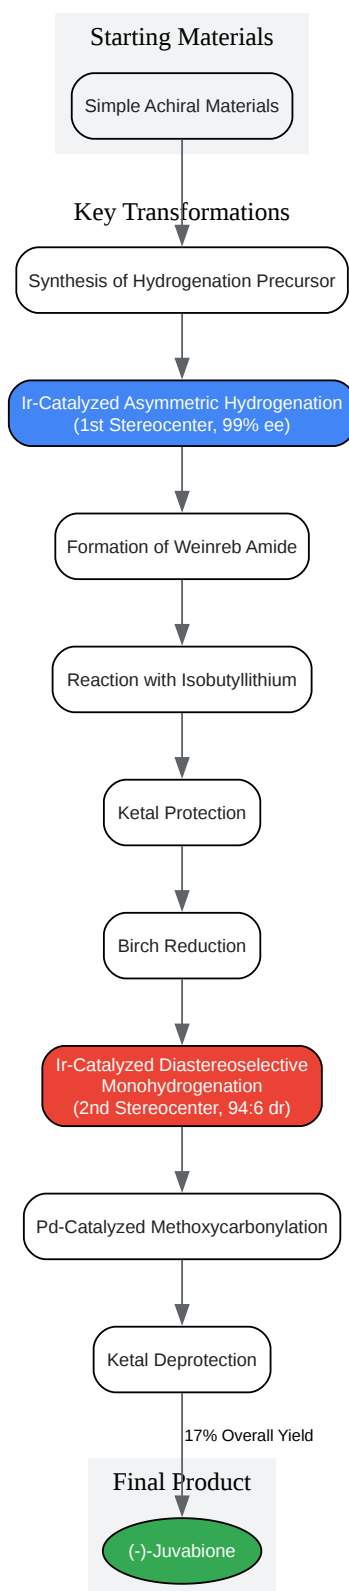 Starting Materials
Simple Achiral Materials
Key Transformations
Synthesis of Hydrogenation Precursor
Ir-Catalyzed Asymmetric Hydrogenation
(1st Stereocenter, 99% ee)
Formation of Weinreb Amide
Reaction with Isobutyllithium
Ketal Protection
Birch Reduction
Ir-Catalyzed Diastereoselective
Monohydrogenation
(2nd Stereocenter, 94:6 dr)
Pd-Catalyzed Methoxycarbonylation
Ketal Deprotection
17% Overall Yield
Final Product
(-)-Juvabione